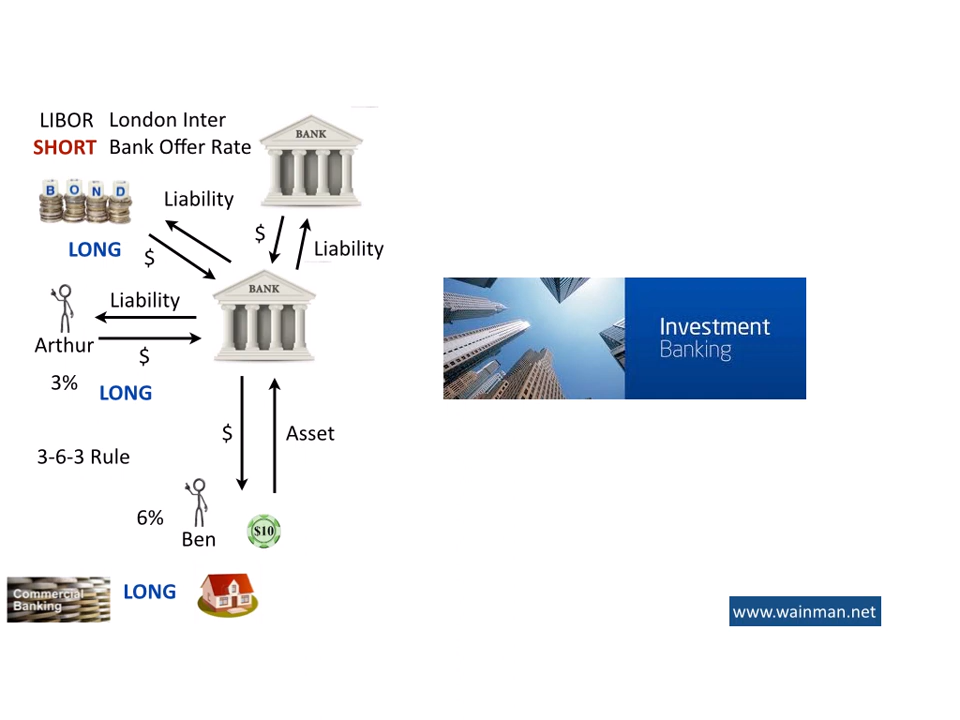 LIBOR London Inter
SHORT Bank Offer Rate
BANK
B O N D
Liability
$
Liability
LONG
$
BANK
Liability
Arthur
$
3%
LONG
$
Asset
3-6-3 Rule
6%
Ben
$10
Commercial
Banking
LONG
Investment
Banking
www.wainman.net